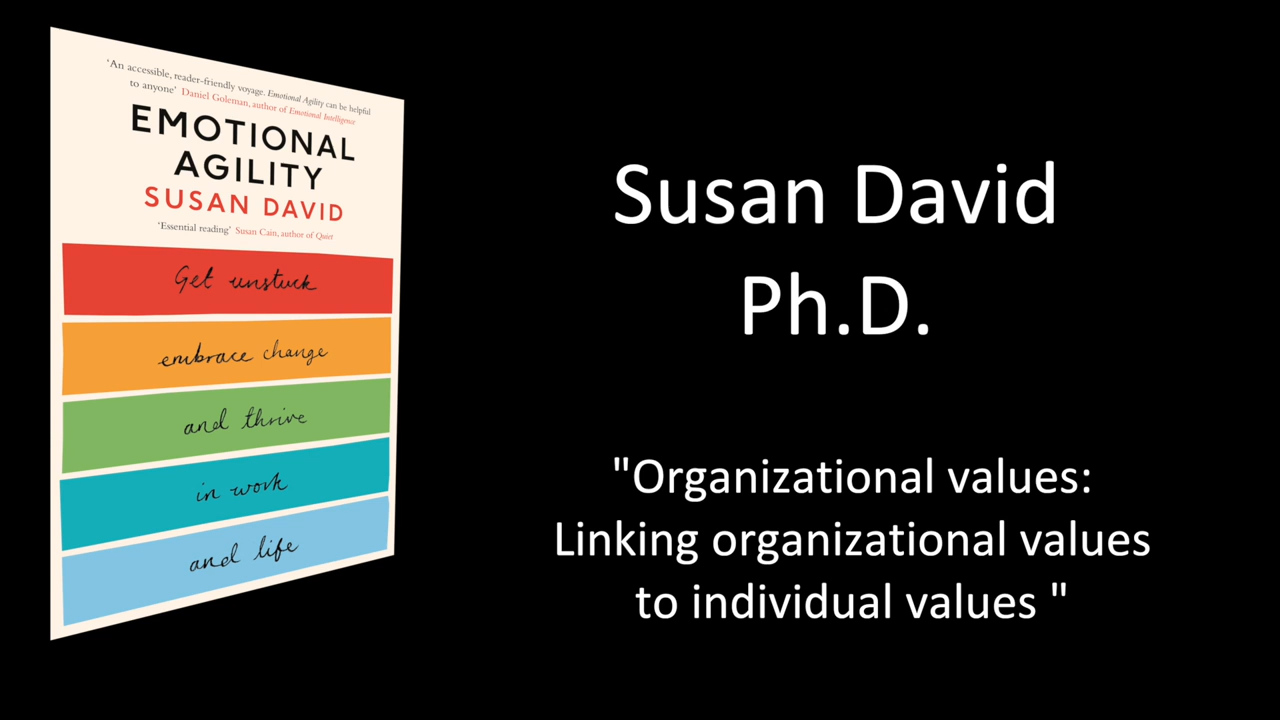 'An accessible, reader-friendly voyage. Emotional Agility can be helpful
to anyone' Daniel Goleman, author of Emotional Intelligence
EMOTIONAL
AGILITY
SUSAN DAVID
'Essential reading' Susan Cain, author of Quiet
Get unstuck
embrace change
and thrive
in work
and life
Susan David
Ph.D.
"Organizational values:
Linking organizational values
to individual values "